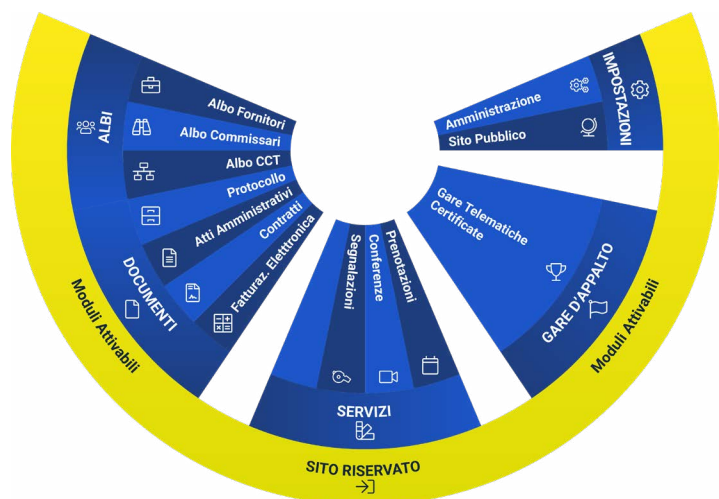 ALBI
Albo Fornitori
Albo Commissari
Albo CCT
DOCUMENTI
Protocollo
Atti Amministrativi
Contratti
Fatturaz. Eletttronica
SERVIZI
Segnalazioni
Conferenze
Prenotazioni
GARE D'APPALTO
Gare Telematiche
Certificate
IMPOSTAZIONI
Amministrazione
Sito Pubblico
Moduli Attivabili
SITO RISERVATO
Moduli Attivabili